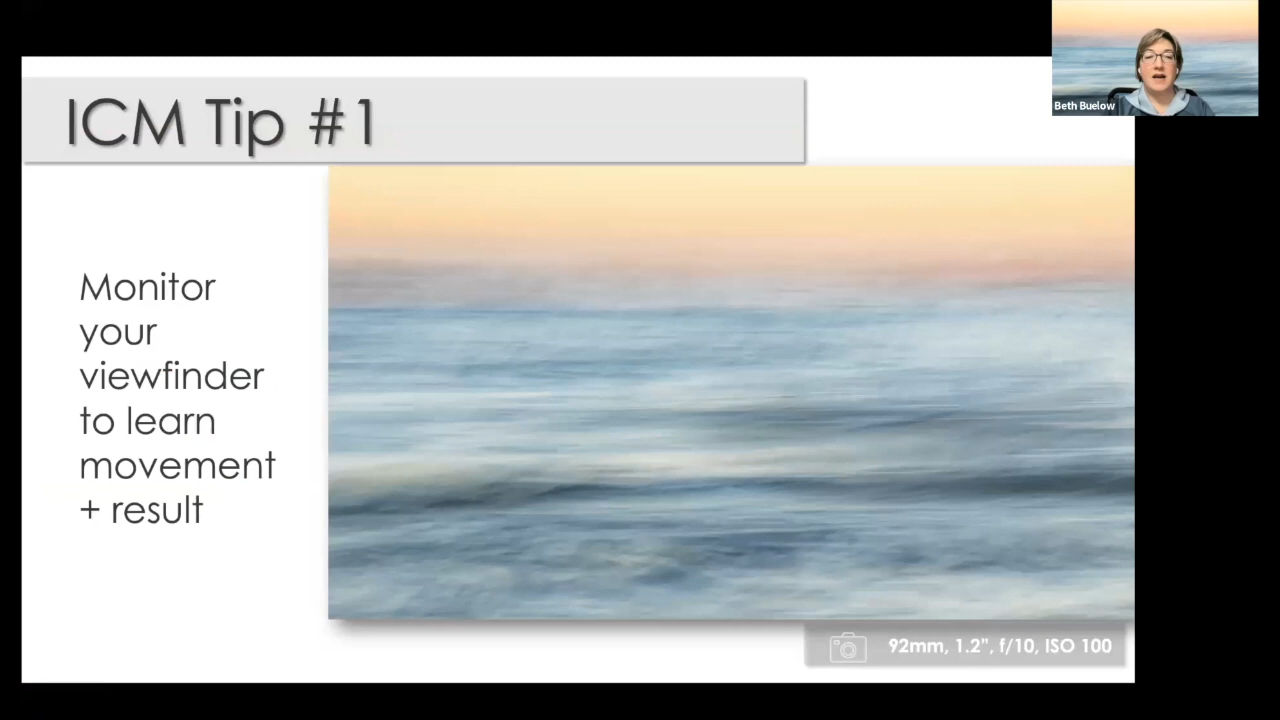 ICM Tip #1
Beth Buelow
Monitor
your
viewfinder
to learn
movement
+ result
92mm, 1.2", f/10, ISO 100